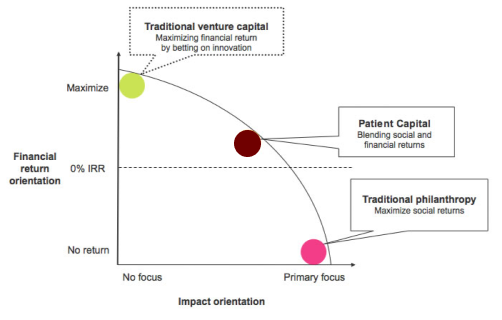 Traditional venture capital
Maximizing financial return
by betting on innovation
Maximize
Patient Capital
Blending social and
financial returns
Financial
return
orientation
0% IRR
Traditional philanthropy
Maximize social returns
No return
No focus
Primary focus
Impact orientation